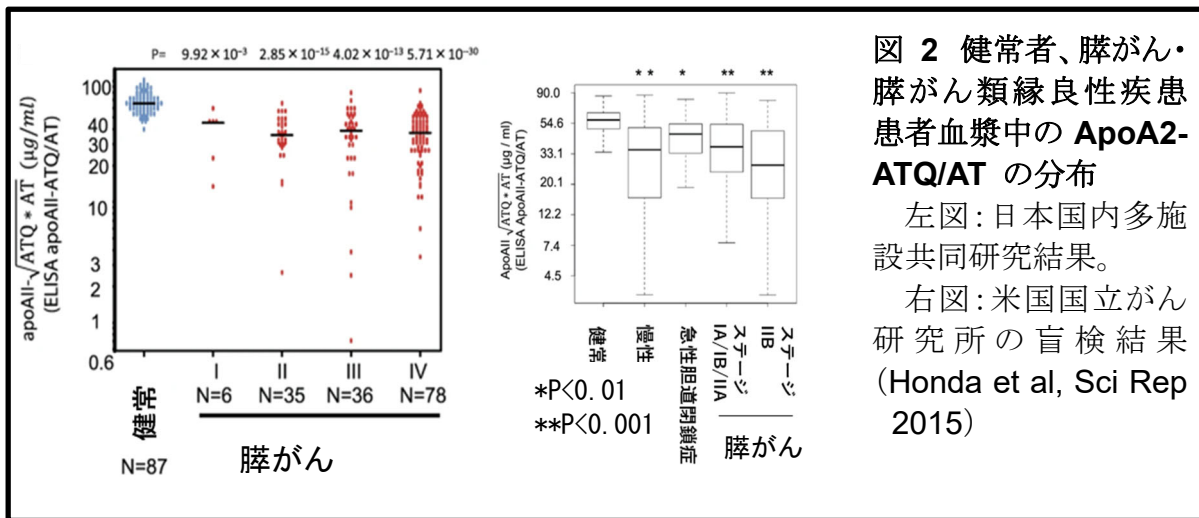 P= 9.92×10⁻³ 2.85×10⁻¹⁵ 4.02×10⁻¹³ 5.71×10⁻³⁰
apoAII-√ATQ * AT (μg/ml)
(ELISA apoAII-ATQ/AT)
100
40
30
20
10
3
2
1
0.6
I II III IV
N=6 N=35 N=36 N=78
健常
N=87
膵がん
** * ** **
ApoAII √ATQ * AT (μg / ml)
(ELISA ApoAII-ATQ/AT)
90.0
54.6
33.1
20.1
12.2
7.4
4.5
健常
慢性
急性胆道閉鎖症
ステージ
IA/IB/IIA
ステージ
IIB
*P<0.01
**P<0.001
膵がん
図 2 健常者、膵がん・
膵がん類縁良性疾患
患者血漿中の ApoA2-
ATQ/AT の分布
左図:日本国内多施
設共同研究結果。
右図:米国国立がん
研究所の盲検結果
(Honda et al, Sci Rep
2015)